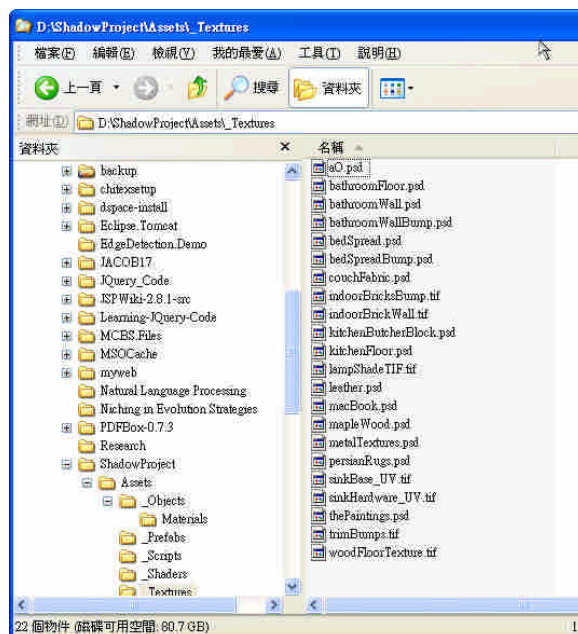 D:\ShadowProject\Assets\_Textures
檔案(F) 編輯(E) 檢視(V) 我的最愛(A) 工具(T) 說明(H)
上一頁 搜尋 資料夾
網址(D) D:\ShadowProject\Assets\_Textures
資料夾
backup
chitexsetup
dspace-install
Eclipse.Tomcat
EdgeDetection.Demo
JACOB17
JQuery_Code
JSPWiki-2.8.1-src
Learning-JQuery-Code
MCBS.Files
MSOCache
myweb
Natural Language Processing
Niching in Evolution Strategies
PDFBox-0.7.3
Research
ShadowProject
Assets
_Objects
Materials
_Prefabs
_Scripts
_Shaders
_Textures
名稱
aO.psd
bathroomFloor.psd
bathroomWall.psd
bathroomWallBump.psd
bedSpread.psd
bedSpreadBump.psd
couchFabric.psd
indoorBricksBump.tif
indoorBrickWall.tif
kitchenButcherBlock.psd
kitchenFloor.psd
lampShadeTIF.tif
leather.psd
macBook.psd
mapleWood.psd
metalTextures.psd
persianRugs.psd
sinkBase_UV.tif
sinkHardware_UV.tif
thePaintings.psd
trimBumps.tif
woodFloorTexture.tif
22 個物件 (磁碟可用空間: 80.7 GB) 1